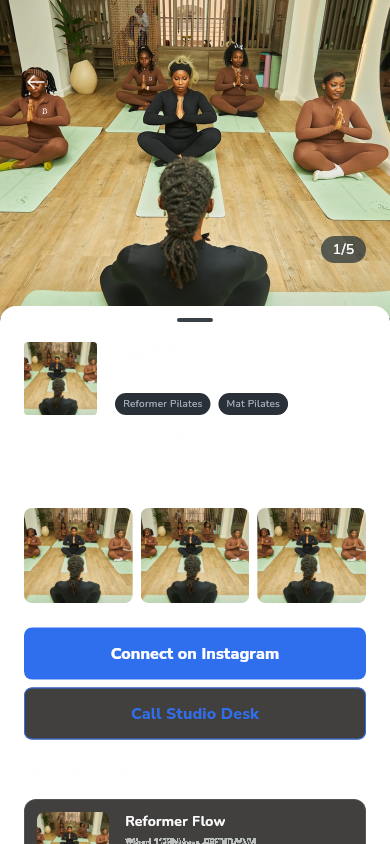 1/5
Reformer Pilates
Mat Pilates
Connect on Instagram
Call Studio Desk
Reformer Flow